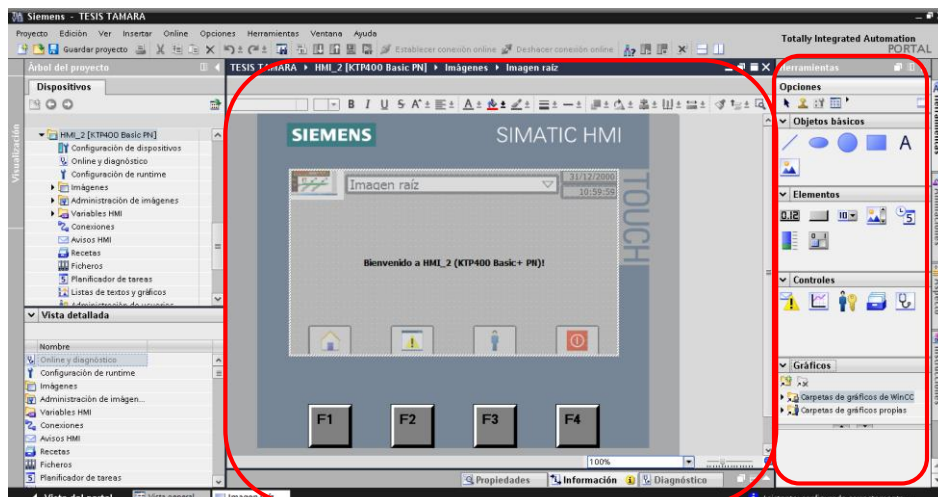 Siemens - TESIS TAMARA
Proyecto Edición Ver Insertar Online Opciones Herramientas Ventana Ayuda
Guardar proyecto
Establecer conexión online Deshacer conexión online
Totally Integrated Automation
PORTAL
Árbol del proyecto
TESIS TAMARA HMI_2 [KTP400 Basic PN] Imágenes Imagen raíz
Herramientas
Dispositivos
Opciones
Visualización
HMI_2 [KTP400 Basic PN]
Configuración de dispositivos
Online y diagnóstico
Configuración de runtime
Imágenes
Administración de imágenes
Variables HMI
Conexiones
Avisos HMI
Recetas
Ficheros
Planificador de tareas
Listas de textos y gráficos
Administración de usuarios
Vista detallada
Nombre
Online y diagnóstico
Configuración de runtime
Imágenes
Administración de imágen...
Variables HMI
Conexiones
Avisos HMI
Recetas
Ficheros
Planificador de tareas
B I U S A
SIEMENS
SIMATIC HMI
TOUCH
Imagen raíz
31/12/2000
10:59:59
Bienvenido a HMI_2 (KTP400 Basic+ PN)!
F1 F2 F3 F4
100%
Propiedades Información Diagnóstico
Objetos básicos
A
Elementos
Controles
Gráficos
Carpetas de gráficos de WinCC
Carpetas de gráficos propias
Vista del portal Vista general